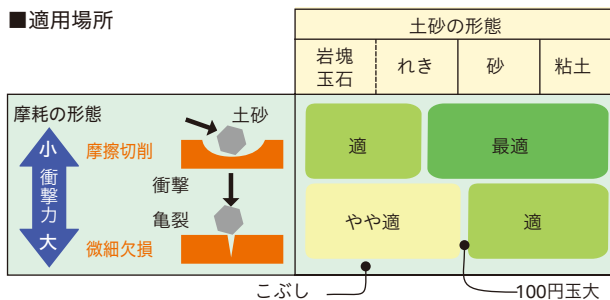 ■適用場所
土砂の形態
岩塊
玉石
れき
砂
粘土
摩耗の形態
土砂
小
衝撃力
大
摩擦切削
衝撃
亀裂
微細欠損
適
最適
やや適
適
こぶし
100円玉大